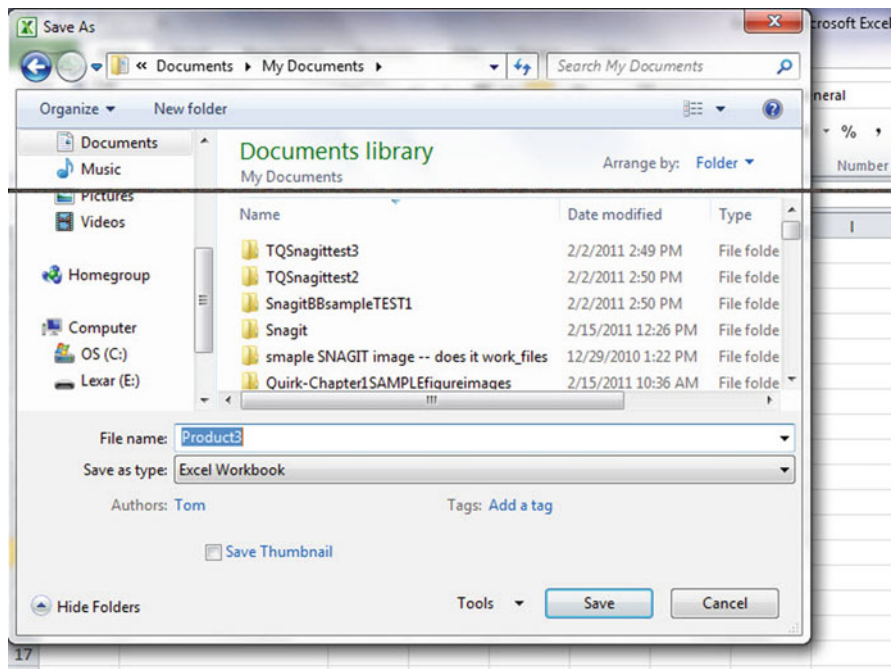 Save As
crosoft Excel
« Documents ▸ My Documents ▸
Search My Documents
Organize
New folder
neral
Documents
Music
Documents library
My Documents
Arrange by: Folder
% ,
Number
Pictures
Videos
Homegroup
Computer
OS (C:)
Lexar (E:)
Name Date modified Type
I
TQSnagittest3 2/2/2011 2:49 PM File folde
TQSnagittest2 2/2/2011 2:50 PM File folde
SnagitBBsampleTEST1 2/2/2011 2:50 PM File folde
Snagit 2/15/2011 12:26 PM File folde
smaple SNAGIT image -- does it work_files 12/29/2010 1:22 PM File folde
Quirk-Chapter1SAMPLEfigureimages 2/15/2011 10:36 AM File folde
File name: Product3
Save as type: Excel Workbook
Authors: Tom
Tags: Add a tag
Save Thumbnail
Hide Folders
Tools
Save
Cancel
17